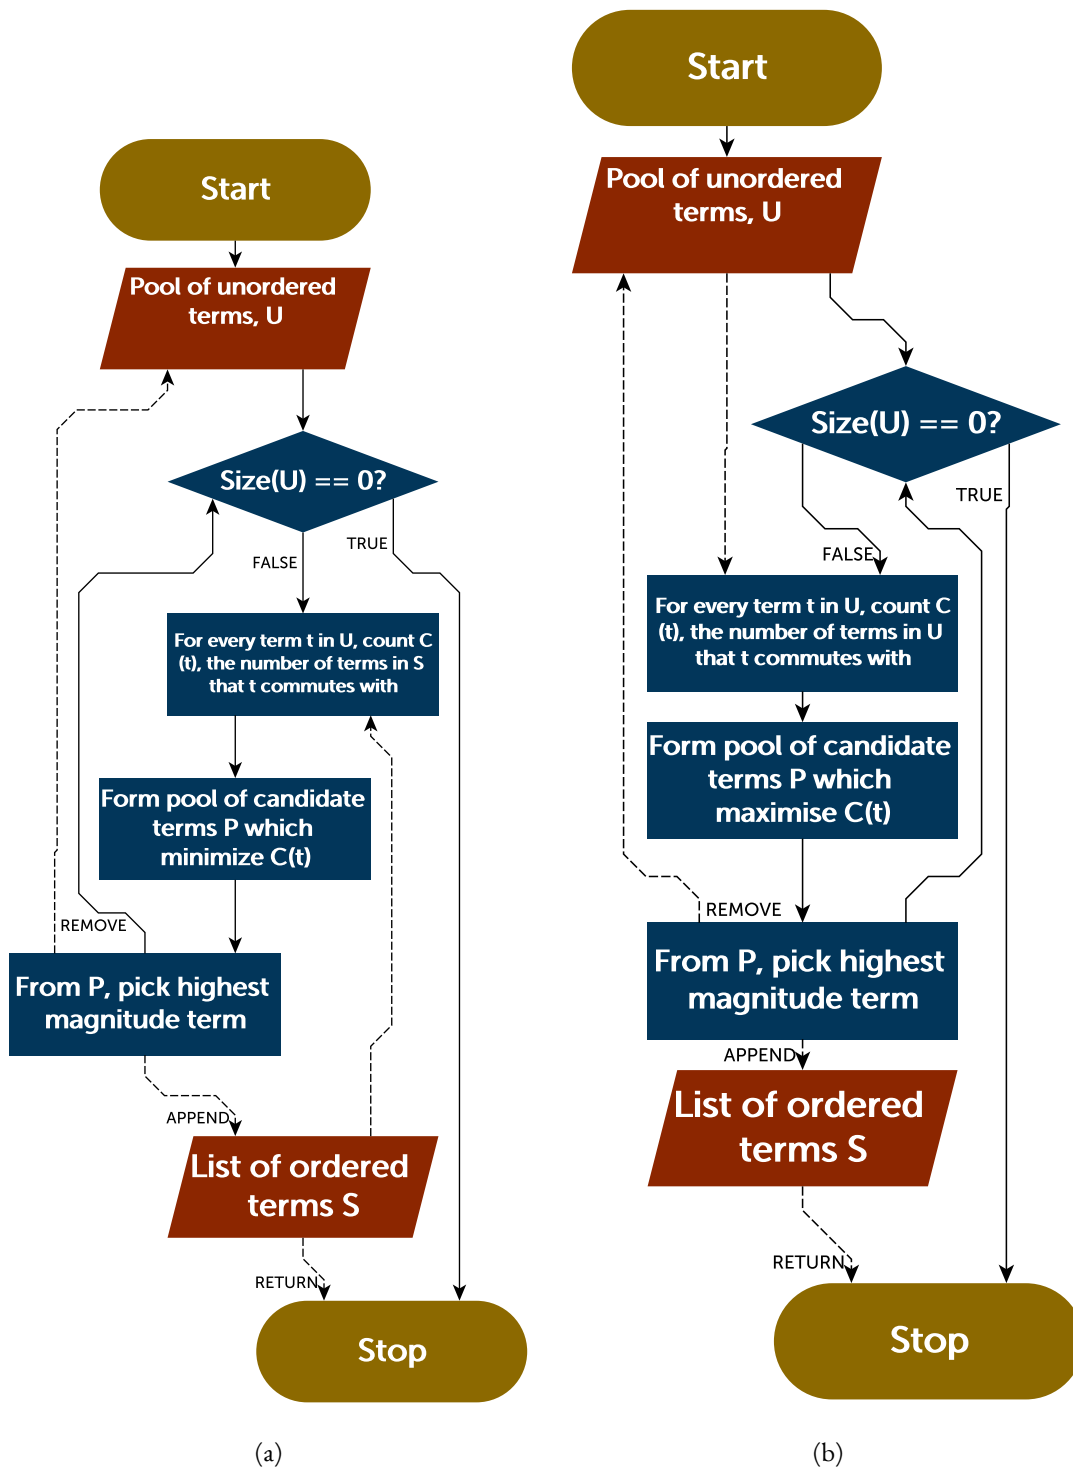 Start
Pool of unordered
terms, U
Size(U) == 0?
FALSE
TRUE
For every term t in U, count C
(t), the number of terms in S
that t commutes with
Form pool of candidate
terms P which
minimize C(t)
REMOVE
From P, pick highest
magnitude term
APPEND
List of ordered
terms S
RETURN
Stop
(a)
Start
Pool of unordered
terms, U
Size(U) == 0?
TRUE
FALSE
For every term t in U, count C
(t), the number of terms in U
that t commutes with
Form pool of candidate
terms P which
maximise C(t)
REMOVE
From P, pick highest
magnitude term
APPEND
List of ordered
terms S
RETURN
Stop
(b)